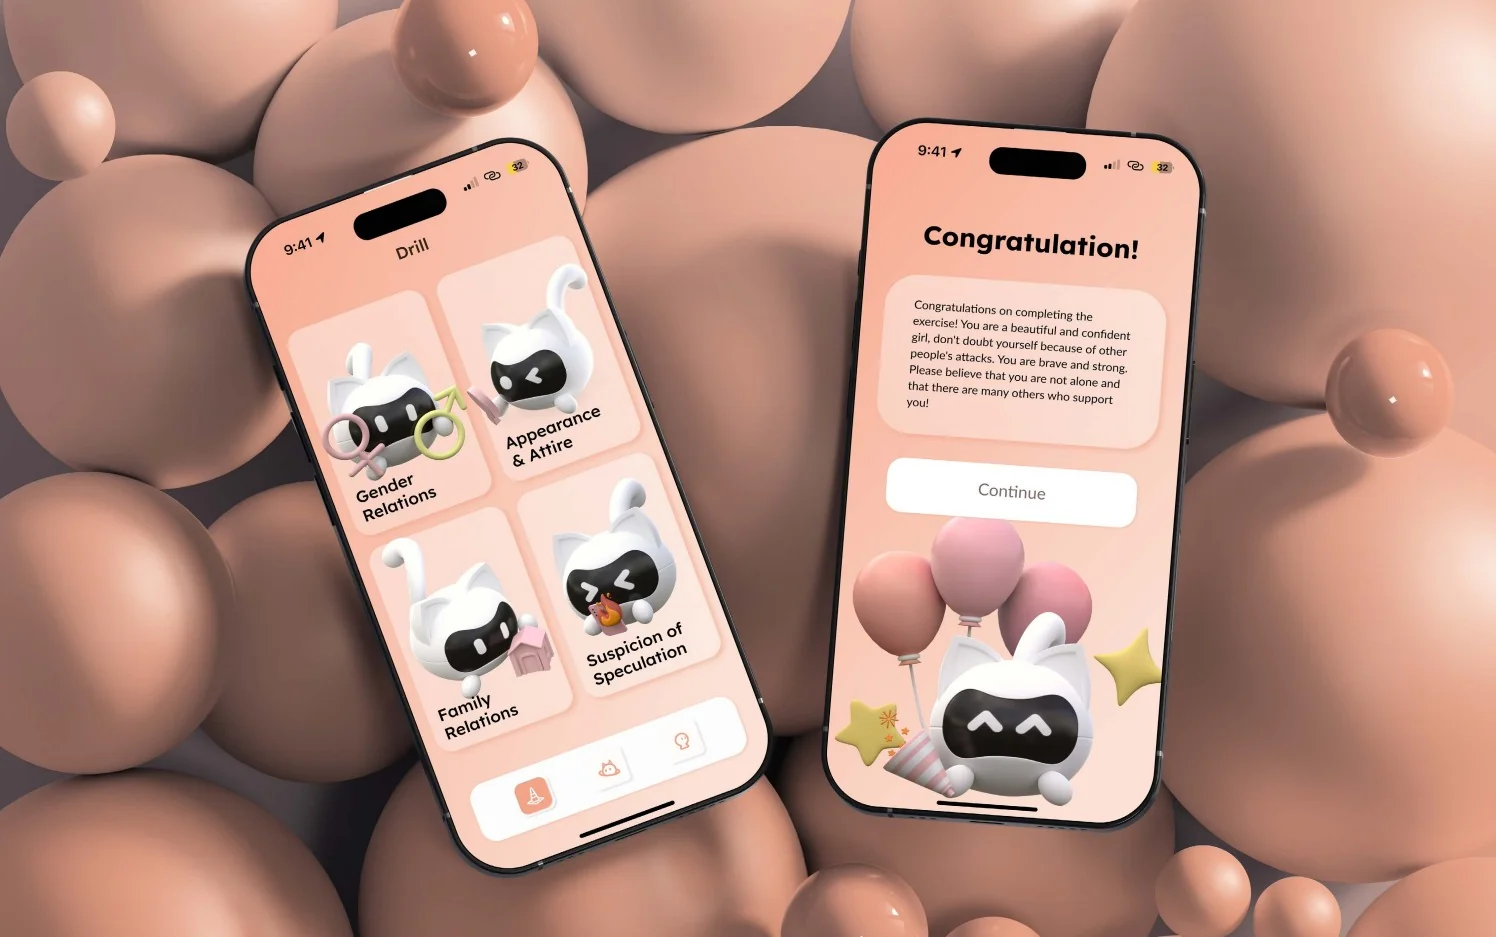 9:41
32
Drill
Gender
Relations
Appearance
& Attire
Family
Relations
Suspicion of
Speculation
9:41
32
Congratulation!
Congratulations on completing the
exercise! You are a beautiful and confident
girl, don't doubt yourself because of other
people's attacks. You are brave and strong.
Please believe that you are not alone and
that there are many others who support
you!
Continue